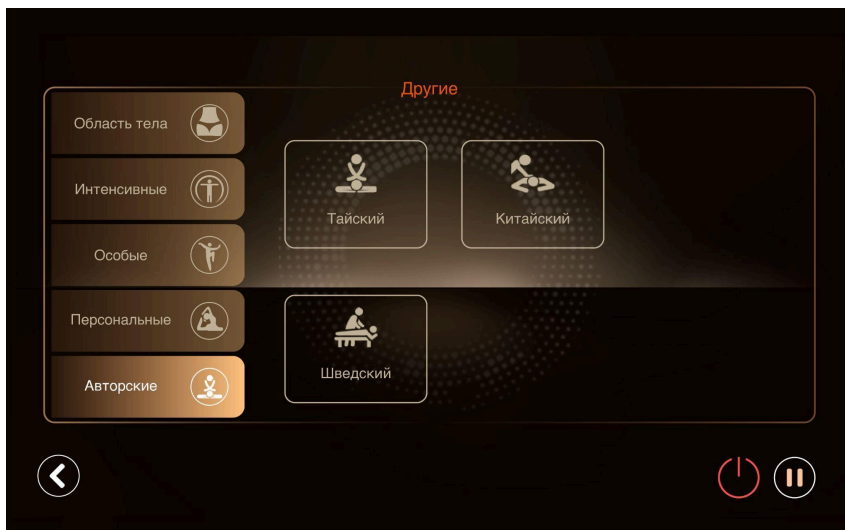 Другие
Область тела
Интенсивные
Особые
Персональные
Авторские
Тайский
Китайский
Шведский